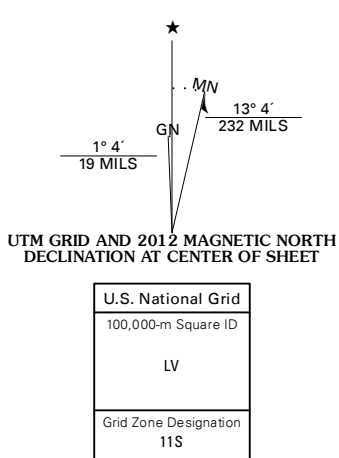 ★
MN
GN
13° 4´
232 MILS
1° 4´
19 MILS
UTM GRID AND 2012 MAGNETIC NORTH
DECLINATION AT CENTER OF SHEET
U.S. National Grid
100,000-m Square ID
LV
Grid Zone Designation
11S